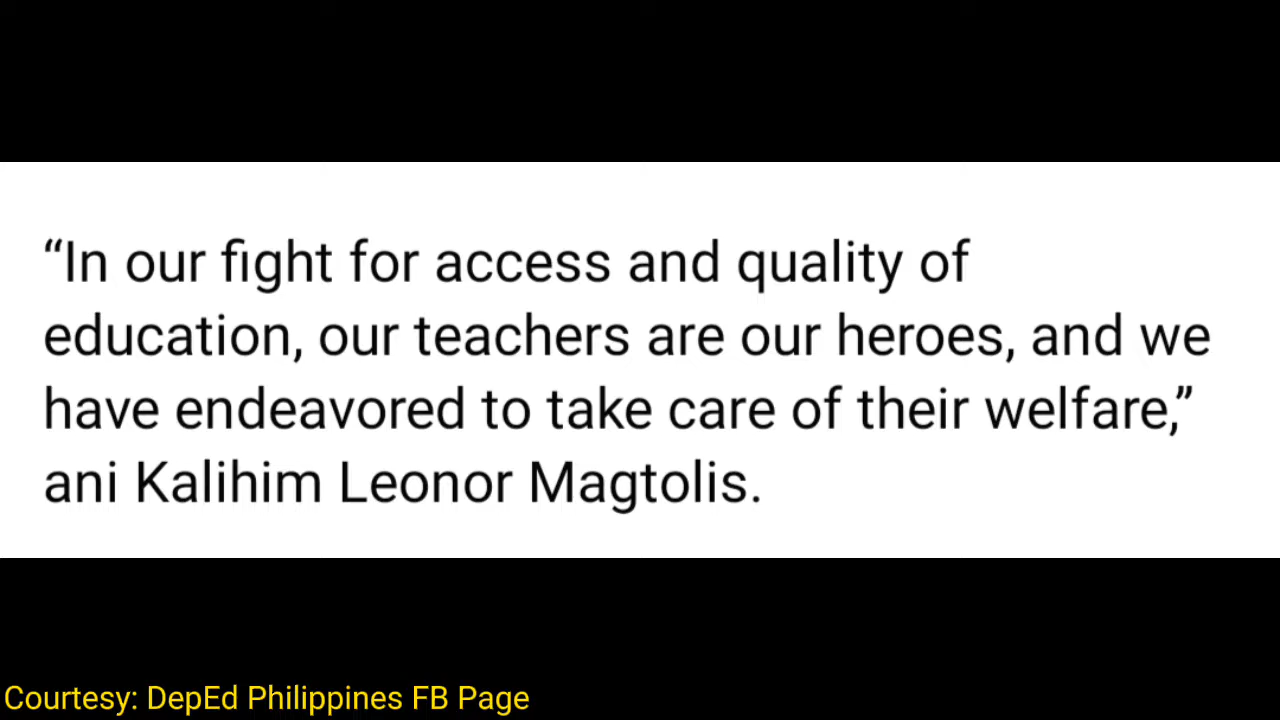 “In our fight for access and quality of
education, our teachers are our heroes, and we
have endeavored to take care of their welfare,”
ani Kalihim Leonor Magtolis.
Courtesy: DepEd Philippines FB Page